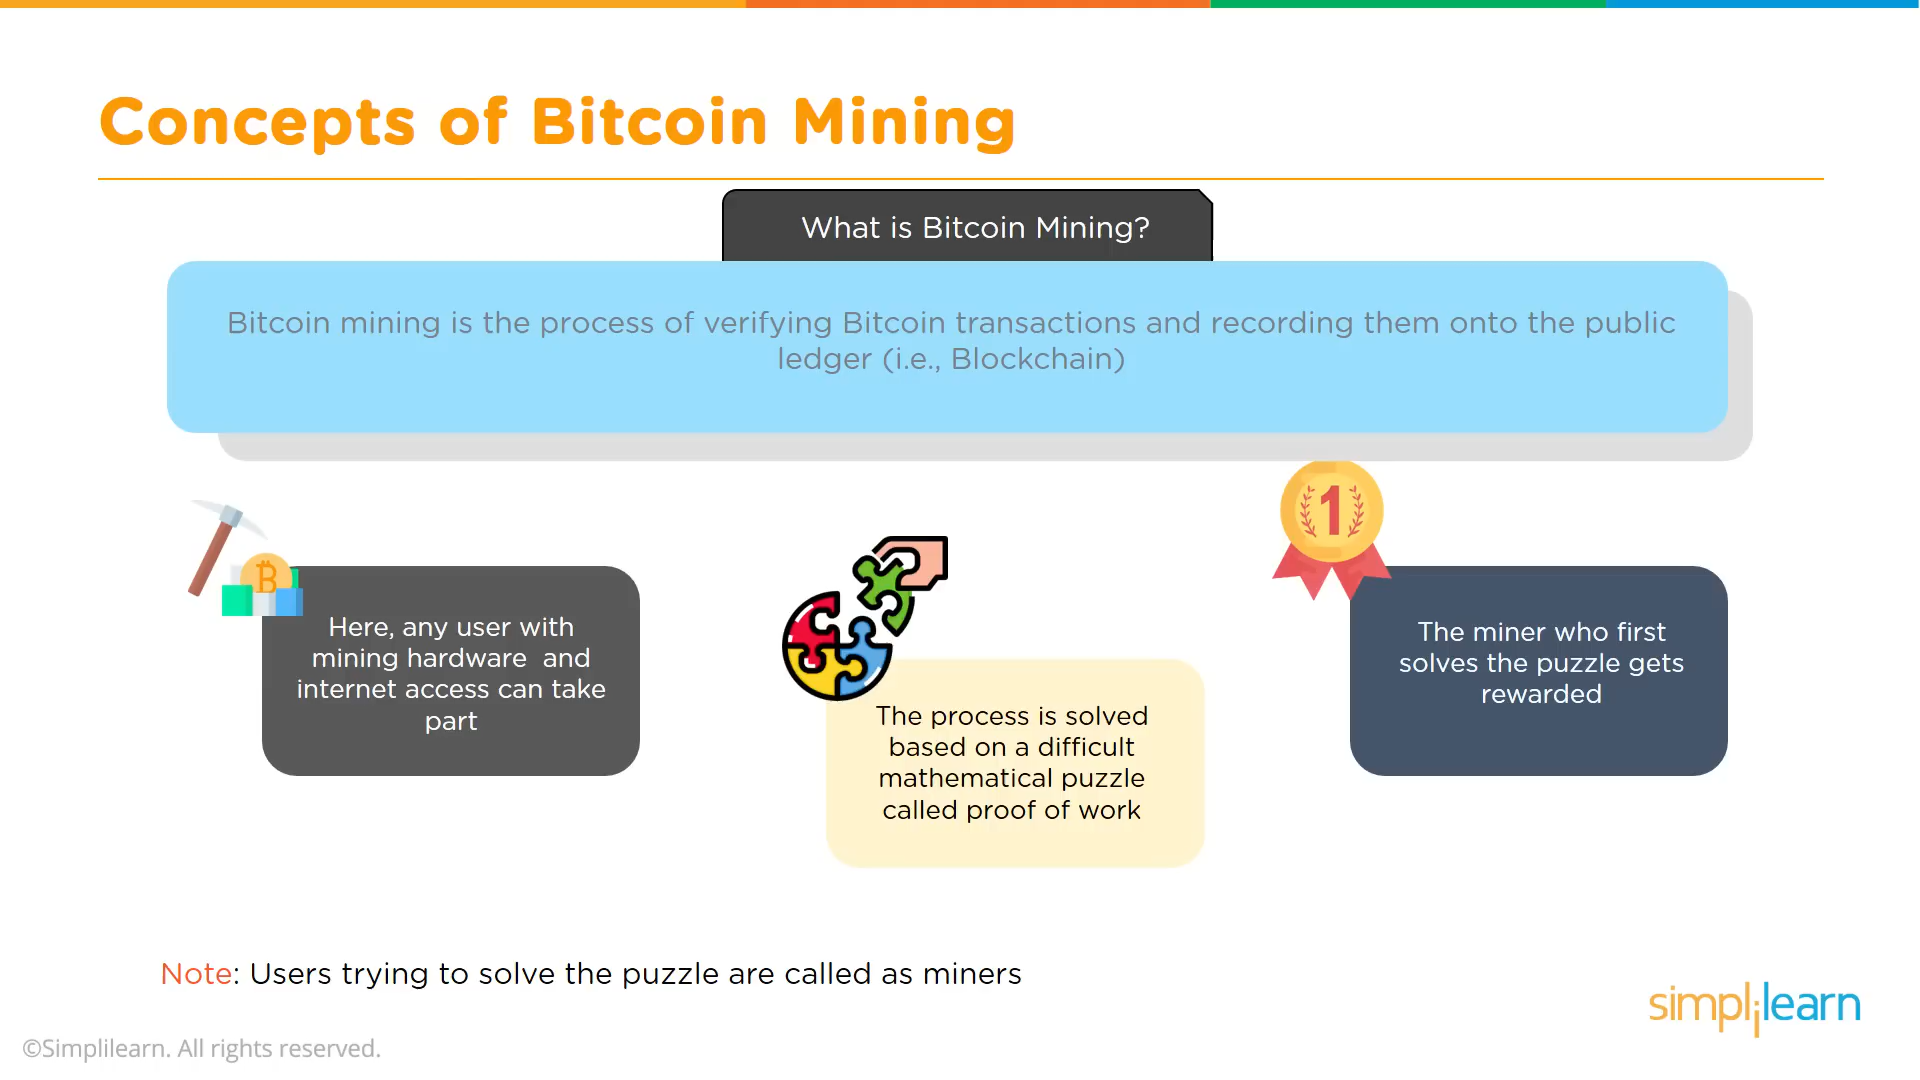 Concepts of Bitcoin Mining
What is Bitcoin Mining?
Bitcoin mining is the process of verifying Bitcoin transactions and recording them onto the public
ledger (i.e., Blockchain)
1
B
Here, any user with
mining hardware  and
internet access can take
part
The process is solved
based on a difficult
mathematical puzzle
called proof of work
The miner who first
solves the puzzle gets
rewarded
Note: Users trying to solve the puzzle are called as miners
simplilearn
©Simplilearn. All rights reserved.